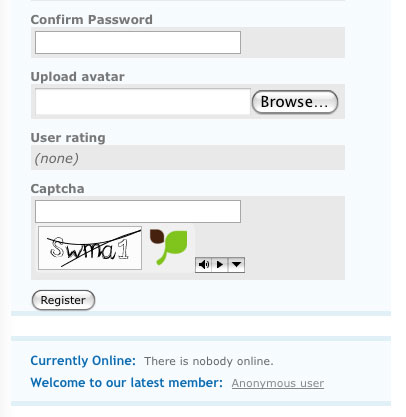 Confirm Password
Upload avatar
Browse...
User rating
(none)
Captcha
Register
Currently Online: There is nobody online.
Welcome to our latest member: Anonymous user